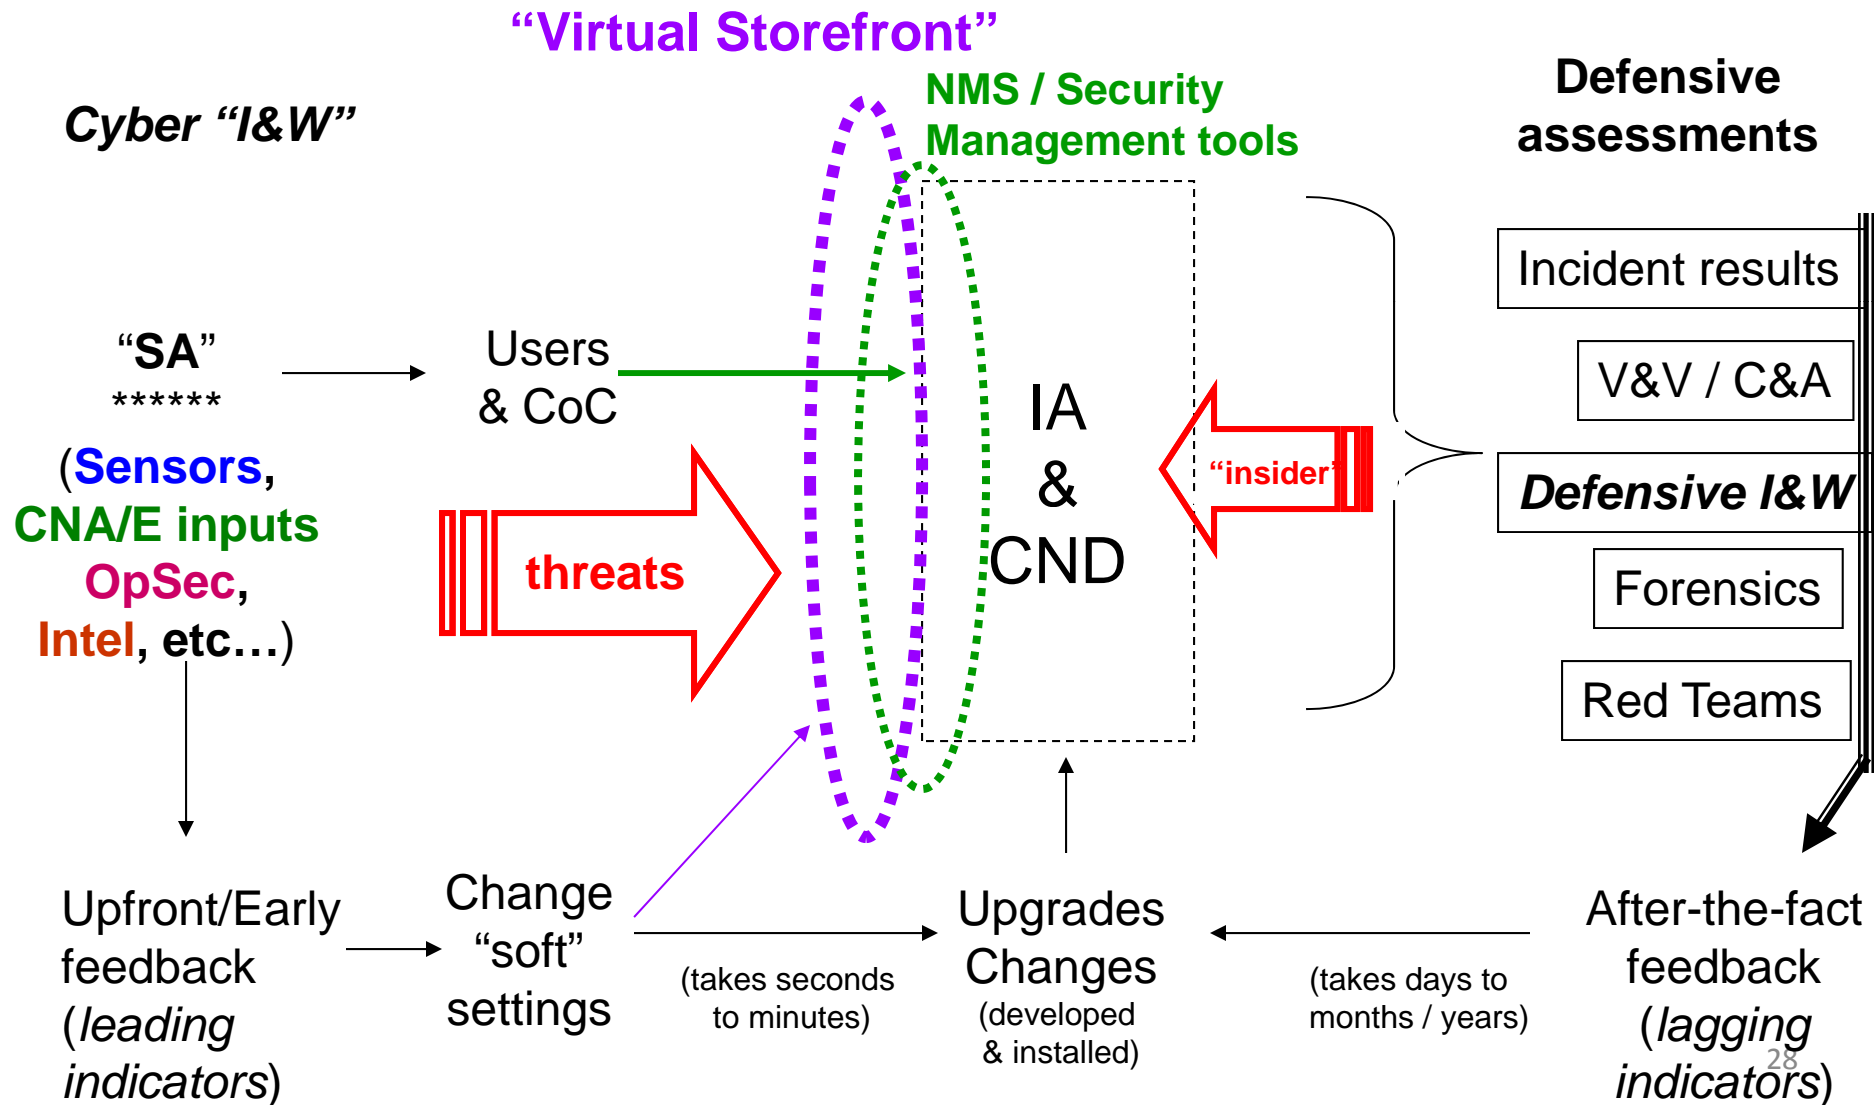 “Virtual Storefront”
Cyber “I&W”
NMS / Security
Management tools
Defensive
assessments
“SA”
******
(Sensors,
CNA/E inputs
OpSec,
Intel, etc…)
Users
& CoC
threats
IA
&
CND
“insider”
Incident results
V&V / C&A
Defensive I&W
Forensics
Red Teams
Upfront/Early
feedback
(leading
indicators)
Change
“soft”
settings
(takes seconds
to minutes)
Upgrades
Changes
(developed
& installed)
(takes days to
months / years)
After-the-fact
feedback
(lagging
indicators)
28